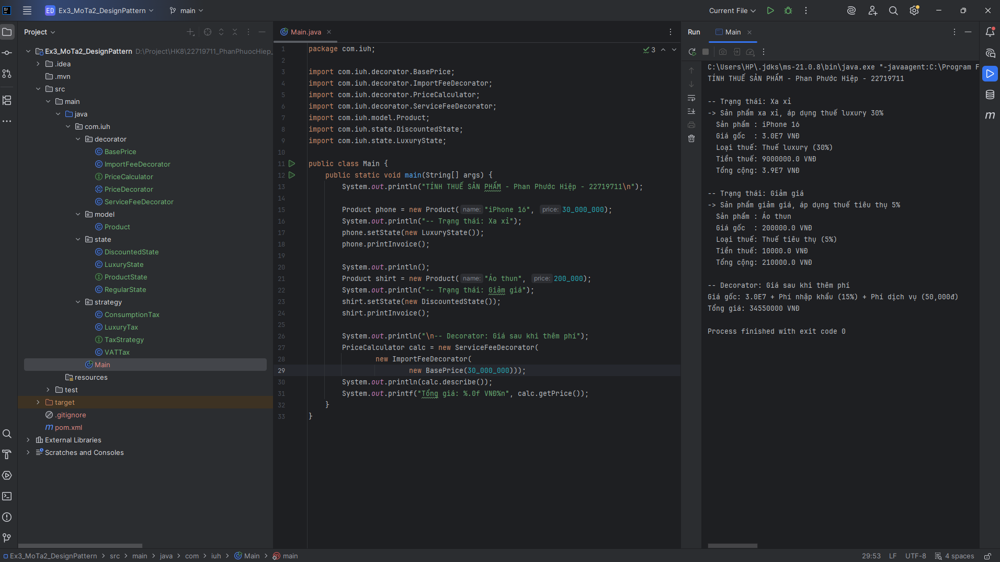 Ex3_MoTa2_DesignPattern
main
Current File
Project
Ex3_MoTa2_DesignPattern D:\Project\HK8\22719711_PhanPhuocHiep_
.idea
.mvn
src
main
java
com.iuh
decorator
BasePrice
ImportFeeDecorator
PriceCalculator
PriceDecorator
ServiceFeeDecorator
model
Product
state
DiscountedState
LuxuryState
ProductState
RegularState
strategy
ConsumptionTax
LuxuryTax
TaxStrategy
VATTax
Main
resources
test
target
.gitignore
pom.xml
External Libraries
Scratches and Consoles
Main.java
3
1 package com.iuh;
2
3 import com.iuh.decorator.BasePrice;
4 import com.iuh.decorator.ImportFeeDecorator;
5 import com.iuh.decorator.PriceCalculator;
6 import com.iuh.decorator.ServiceFeeDecorator;
7 import com.iuh.model.Product;
8 import com.iuh.state.DiscountedState;
9 import com.iuh.state.LuxuryState;
10
11 public class Main {
12 public static void main(String[] args) {
13 System.out.println("TÍNH THUẾ SẢN PHẨM - Phan Phước Hiệp - 22719711\n");
14
15 Product phone = new Product( name: "iPhone 16", price: 30_000_000);
16 System.out.println("-- Trạng thái: Xa xỉ");
17 phone.setState(new LuxuryState());
18 phone.printInvoice();
19
20 System.out.println();
21 Product shirt = new Product( name: "Áo thun", price: 200_000);
22 System.out.println("-- Trạng thái: Giảm giá");
23 shirt.setState(new DiscountedState());
24 shirt.printInvoice();
25
26 System.out.println("\n-- Decorator: Giá sau khi thêm phí");
27 PriceCalculator calc = new ServiceFeeDecorator(
28 new ImportFeeDecorator(
29 new BasePrice(30_000_000)));
30 System.out.println(calc.describe());
31 System.out.printf("Tổng giá: %.0f VNĐ%n", calc.getPrice());
32 }
33 }
Run
Main
C:\Users\HP\.jdks\ms-21.0.8\bin\java.exe "-javaagent:C:\Program F
TÍNH THUẾ SẢN PHẨM - Phan Phước Hiệp - 22719711
-- Trạng thái: Xa xỉ
-> Sản phẩm xa xỉ, áp dụng thuế luxury 30%
Sản phẩm : iPhone 16
Giá gốc : 3.0E7 VNĐ
Loại thuế: Thuế luxury (30%)
Tiền thuế: 9000000.0 VNĐ
Tổng cộng: 3.9E7 VNĐ
-- Trạng thái: Giảm giá
-> Sản phẩm giảm giá, áp dụng thuế tiêu thụ 5%
Sản phẩm : Áo thun
Giá gốc : 200000.0 VNĐ
Loại thuế: Thuế tiêu thụ (5%)
Tiền thuế: 10000.0 VNĐ
Tổng cộng: 210000.0 VNĐ
-- Decorator: Giá sau khi thêm phí
Giá gốc: 3.0E7 + Phí nhập khẩu (15%) + Phí dịch vụ (50,000đ)
Tổng giá: 34550000 VNĐ
Process finished with exit code 0
Ex3_MoTa2_DesignPattern > src > main > java > com > iuh > Main > main
29:53 LF UTF-8 4 spaces